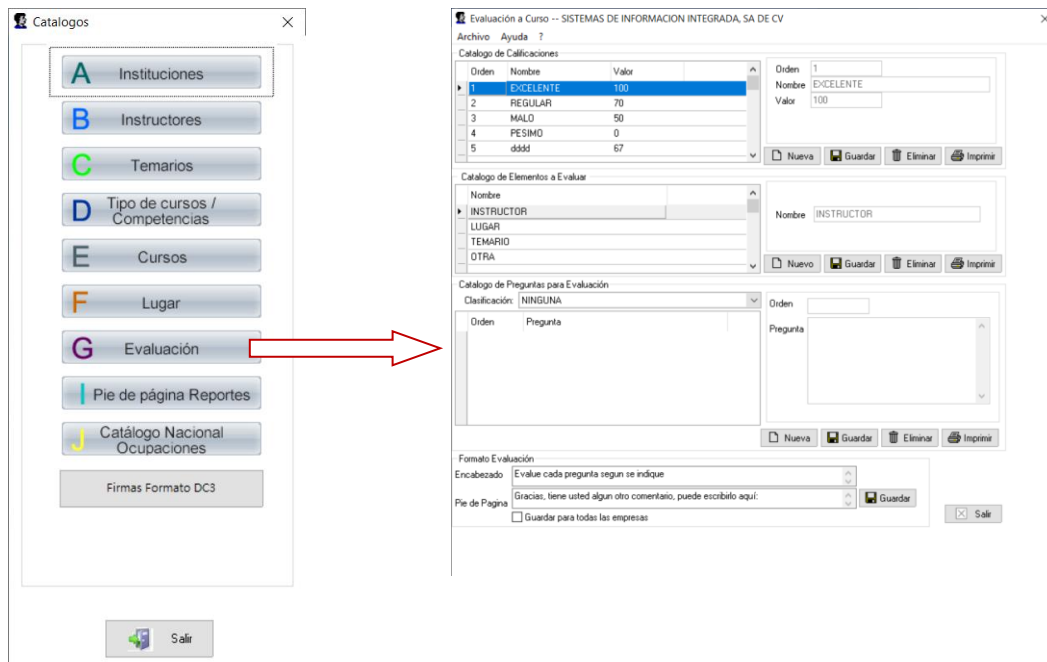 Catalogos
A Instituciones
B Instructores
C Temarios
D Tipo de cursos /
Competencias
E Cursos
F Lugar
G Evaluación
I Pie de página Reportes
J Catálogo Nacional
Ocupaciones
Firmas Formato DC3
Salir
Evaluación a Curso -- SISTEMAS DE INFORMACION INTEGRADA, SA DE CV
Archivo Ayuda ?
Catalogo de Calificaciones
Orden Nombre Valor
1 EXCELENTE 100
2 REGULAR 70
3 MALO 50
4 PESIMO 0
5 dddd 67
Orden 1
Nombre EXCELENTE
Valor 100
Nueva Guardar Eliminar Imprimir
Catalogo de Elementos a Evaluar
Nombre
INSTRUCTOR
LUGAR
TEMARIO
OTRA
Nombre INSTRUCTOR
Nuevo Guardar Eliminar Imprimir
Catalogo de Preguntas para Evaluación
Clasificación: NINGUNA
Orden Pregunta
Orden
Pregunta
Nueva Guardar Eliminar Imprimir
Formato Evaluación
Encabezado Evalue cada pregunta segun se indique
Pie de Pagina Gracias, tiene usted algun otro comentario, puede escribirlo aquí:
Guardar
Guardar para todas las empresas
Salir